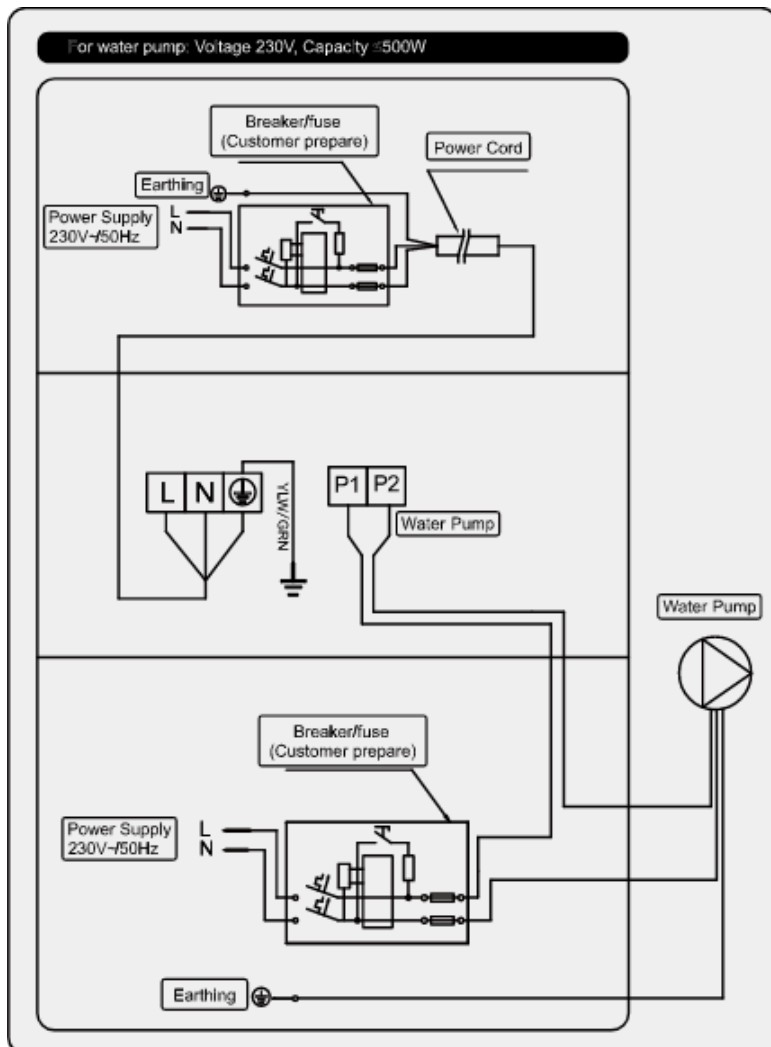 For water pump: Voltage 230V, Capacity ≤500W
Breaker/fuse
(Customer prepare)
Power Cord
Earthing
Power Supply
230V~/50Hz
L
N
L N
YLW/GRN
P1 P2
Water Pump
Water Pump
Breaker/fuse
(Customer prepare)
Power Supply
230V~/50Hz
L
N
Earthing